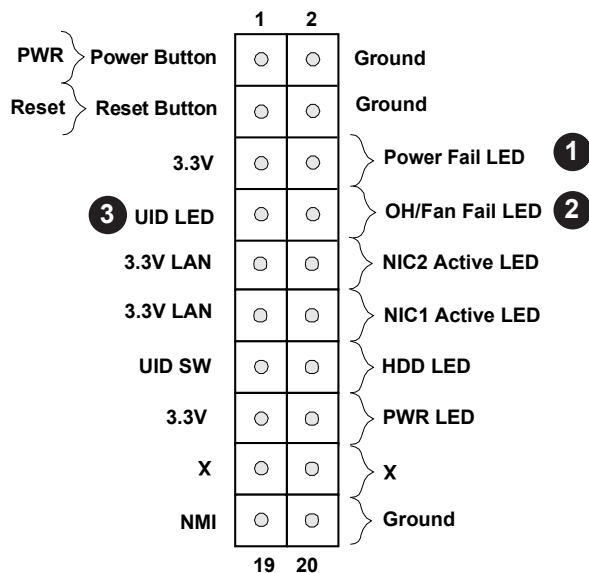 1 2
PWR Power Button Ground
Reset Reset Button Ground
3.3V Power Fail LED 1
3 UID LED OH/Fan Fail LED 2
3.3V LAN NIC2 Active LED
3.3V LAN NIC1 Active LED
UID SW HDD LED
3.3V PWR LED
X X
NMI Ground
19 20